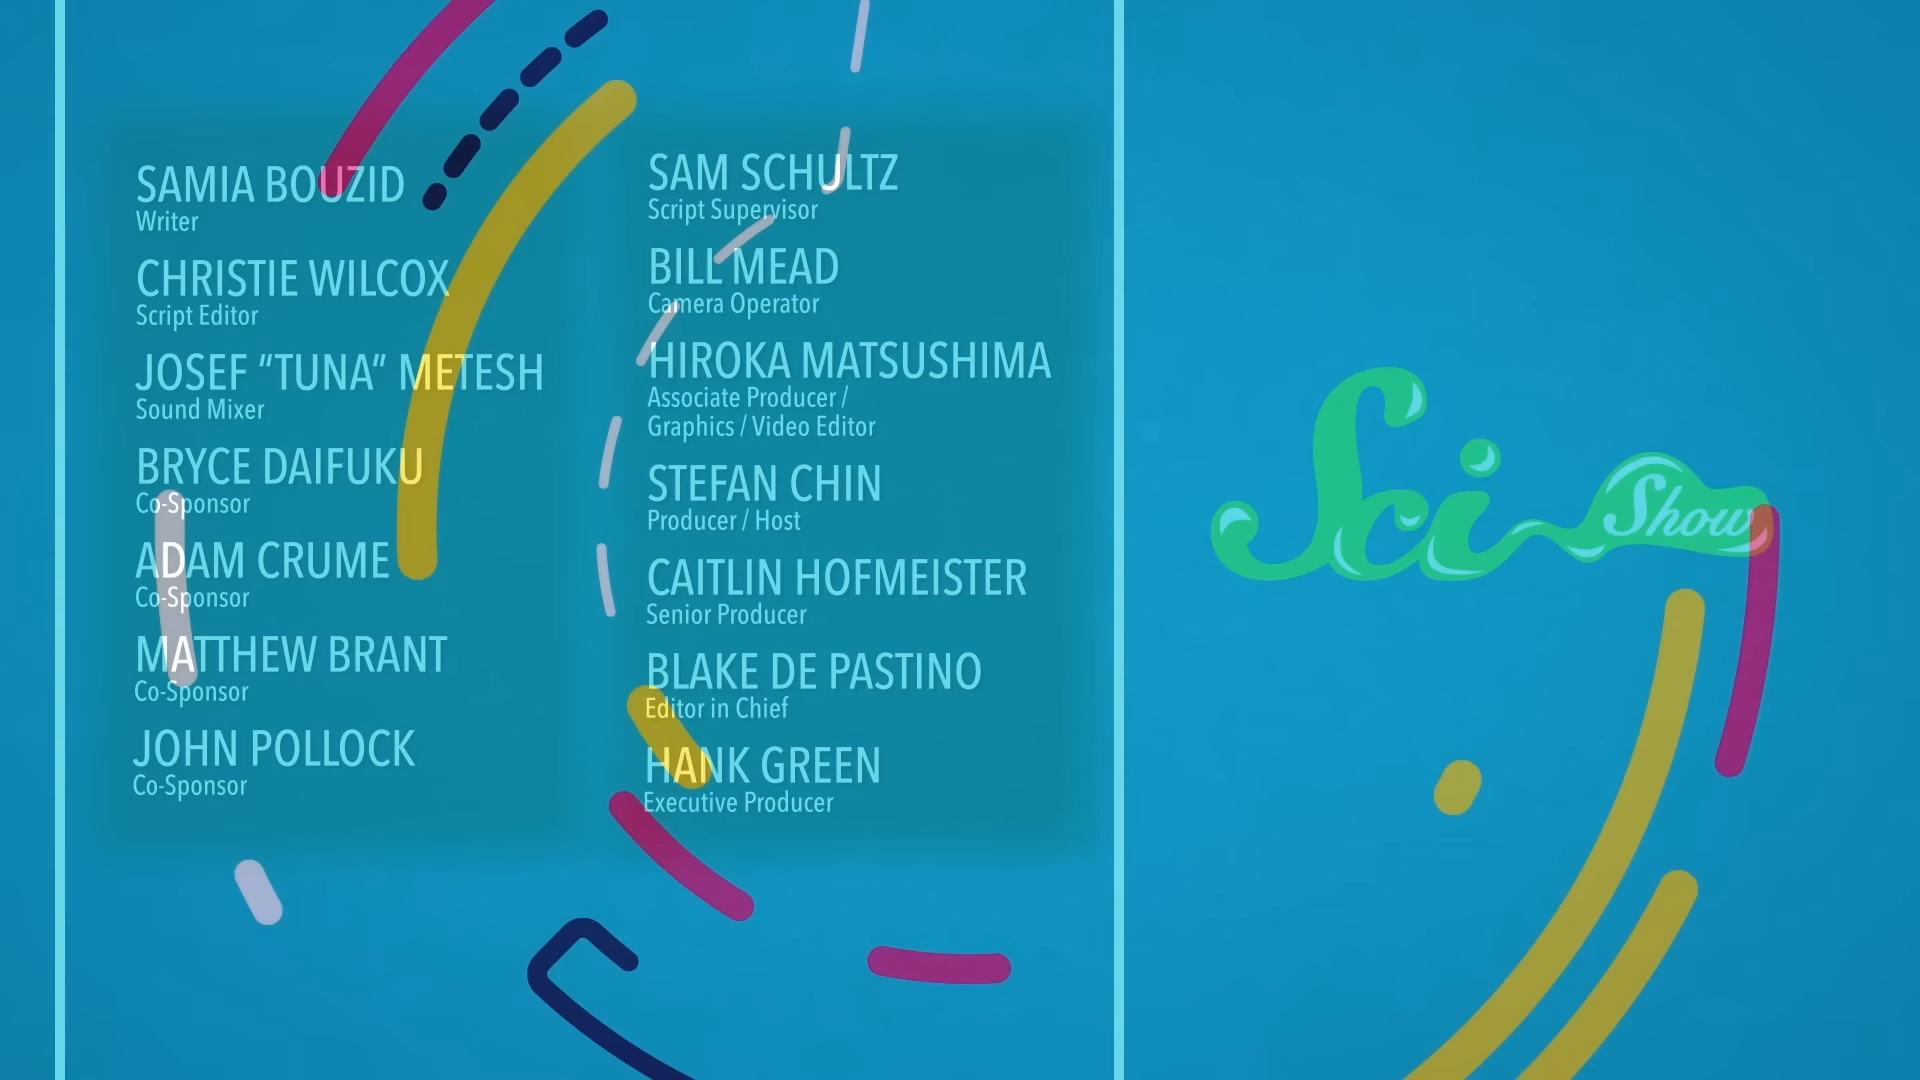 SAMIA BOUZID
Writer
CHRISTIE WILCOX
Script Editor
JOSEF “TUNA” METESH
Sound Mixer
BRYCE DAIFUKU
Co-Sponsor
ADAM CRUME
Co-Sponsor
MATTHEW BRANT
Co-Sponsor
JOHN POLLOCK
Co-Sponsor
SAM SCHULTZ
Script Supervisor
BILL MEAD
Camera Operator
HIROKA MATSUSHIMA
Associate Producer /
Graphics / Video Editor
STEFAN CHIN
Producer / Host
CAITLIN HOFMEISTER
Senior Producer
BLAKE DE PASTINO
Editor in Chief
HANK GREEN
Executive Producer
Sci Show